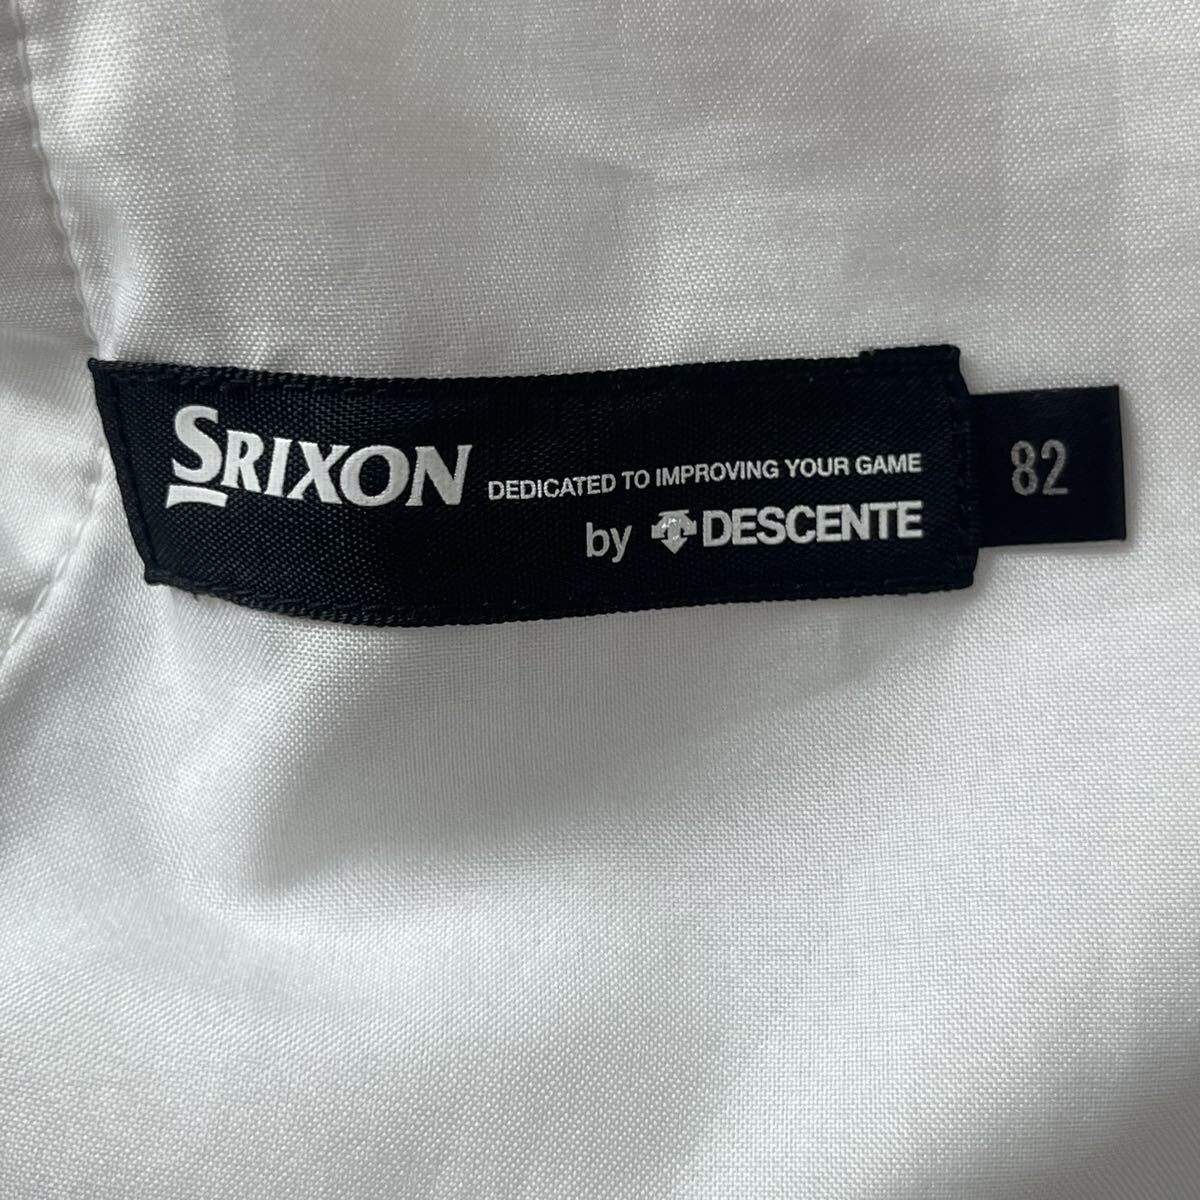 SRIXON DEDICATED TO IMPROVING YOUR GAME
by DESCENTE
82